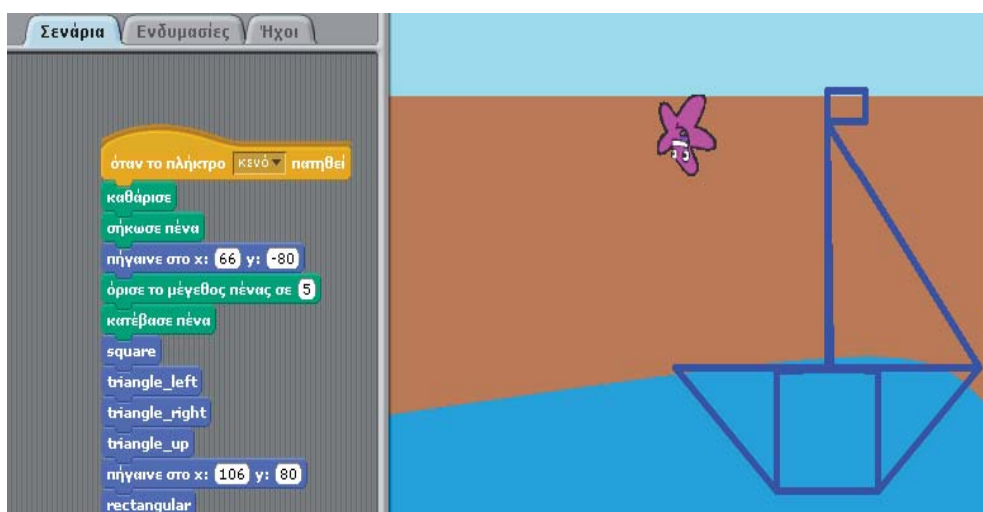 Σενάρια Ενδυμασίες Ήχοι
όταν το πλήκτρο κενό πατηθεί
καθάρισε
σήκωσε πένα
πήγαινε στο x: 66 y: -80
όρισε το μέγεθος πένας σε 5
κατέβασε πένα
square
triangle_left
triangle_right
triangle_up
πήγαινε στο x: 106 y: 80
rectangular